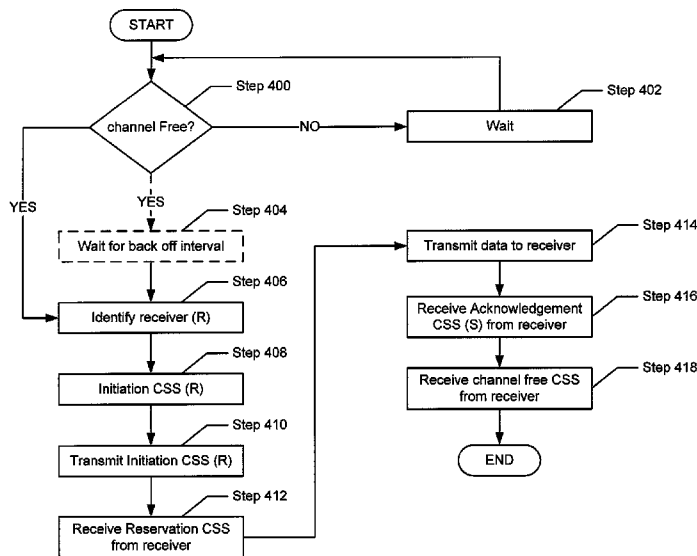 START
Step 400
channel Free?
NO
Step 402
Wait
YES
YES
Step 404
Wait for back off interval
Step 406
Identify receiver (R)
Step 408
Initiation CSS (R)
Step 410
Transmit Initiation CSS (R)
Step 412
Receive Reservation CSS
from receiver
Step 414
Transmit data to receiver
Step 416
Receive Acknowledgement
CSS (S) from receiver
Step 418
Receive channel free CSS
from receiver
END